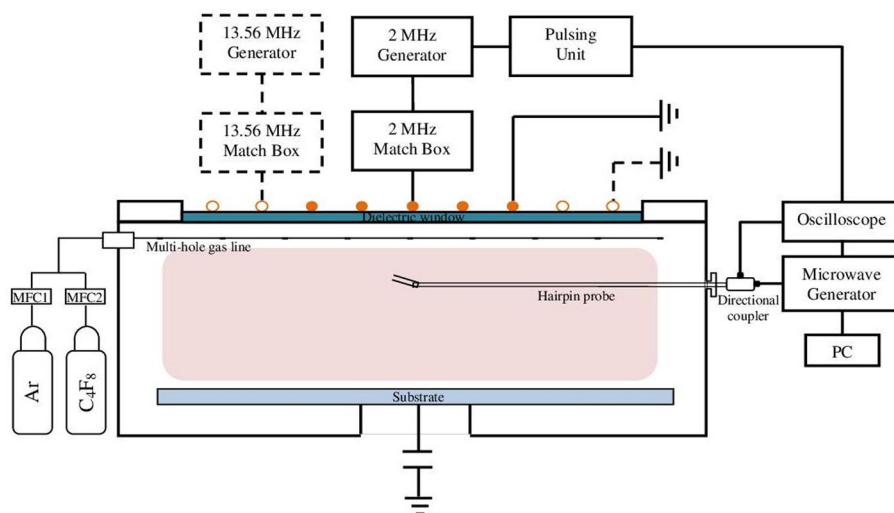 13.56 MHz
Generator
2 MHz
Generator
Pulsing
Unit
13.56 MHz
Match Box
2 MHz
Match Box
Dielectric window
Oscilloscope
Multi-hole gas line
Microwave
Generator
MFC1
MFC2
Hairpin probe
Directional
coupler
PC
Ar
C₄F₈
Substrate